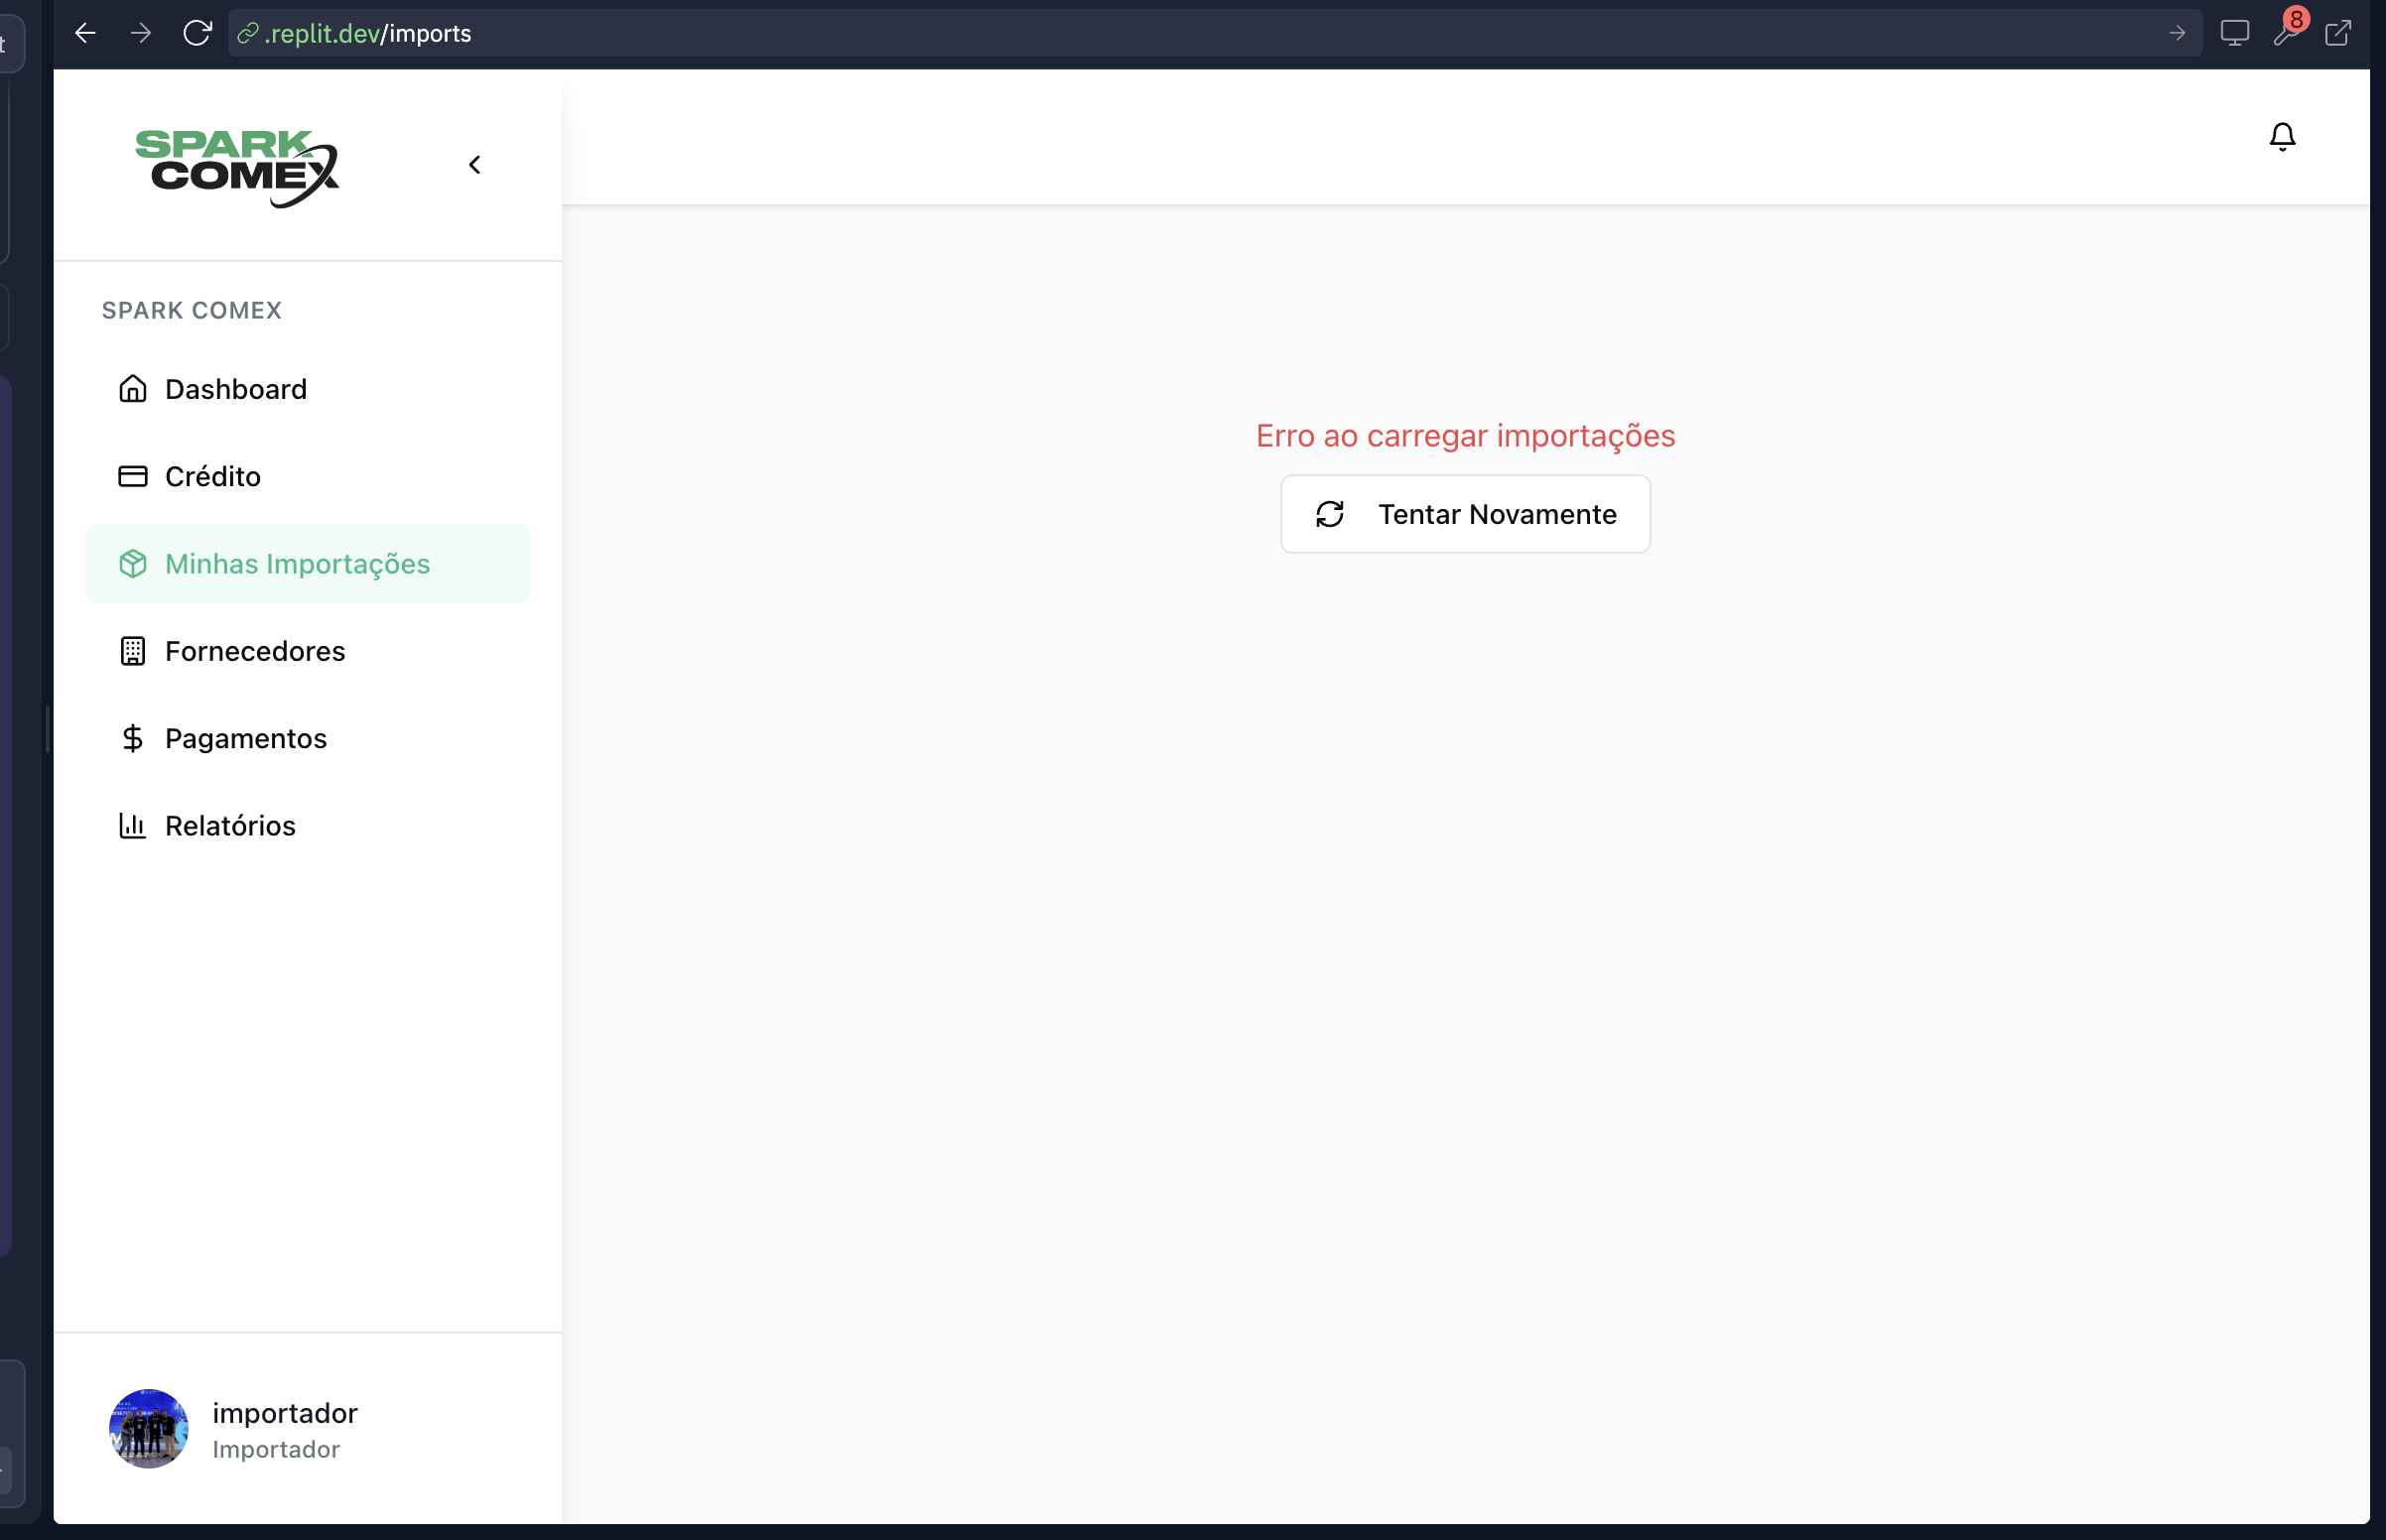 t
.replit.dev/imports
8
SPARK
COMEX
SPARK COMEX
Dashboard
Crédito
Minhas Importações
Fornecedores
Pagamentos
Relatórios
Erro ao carregar importações
Tentar Novamente
importador
Importador